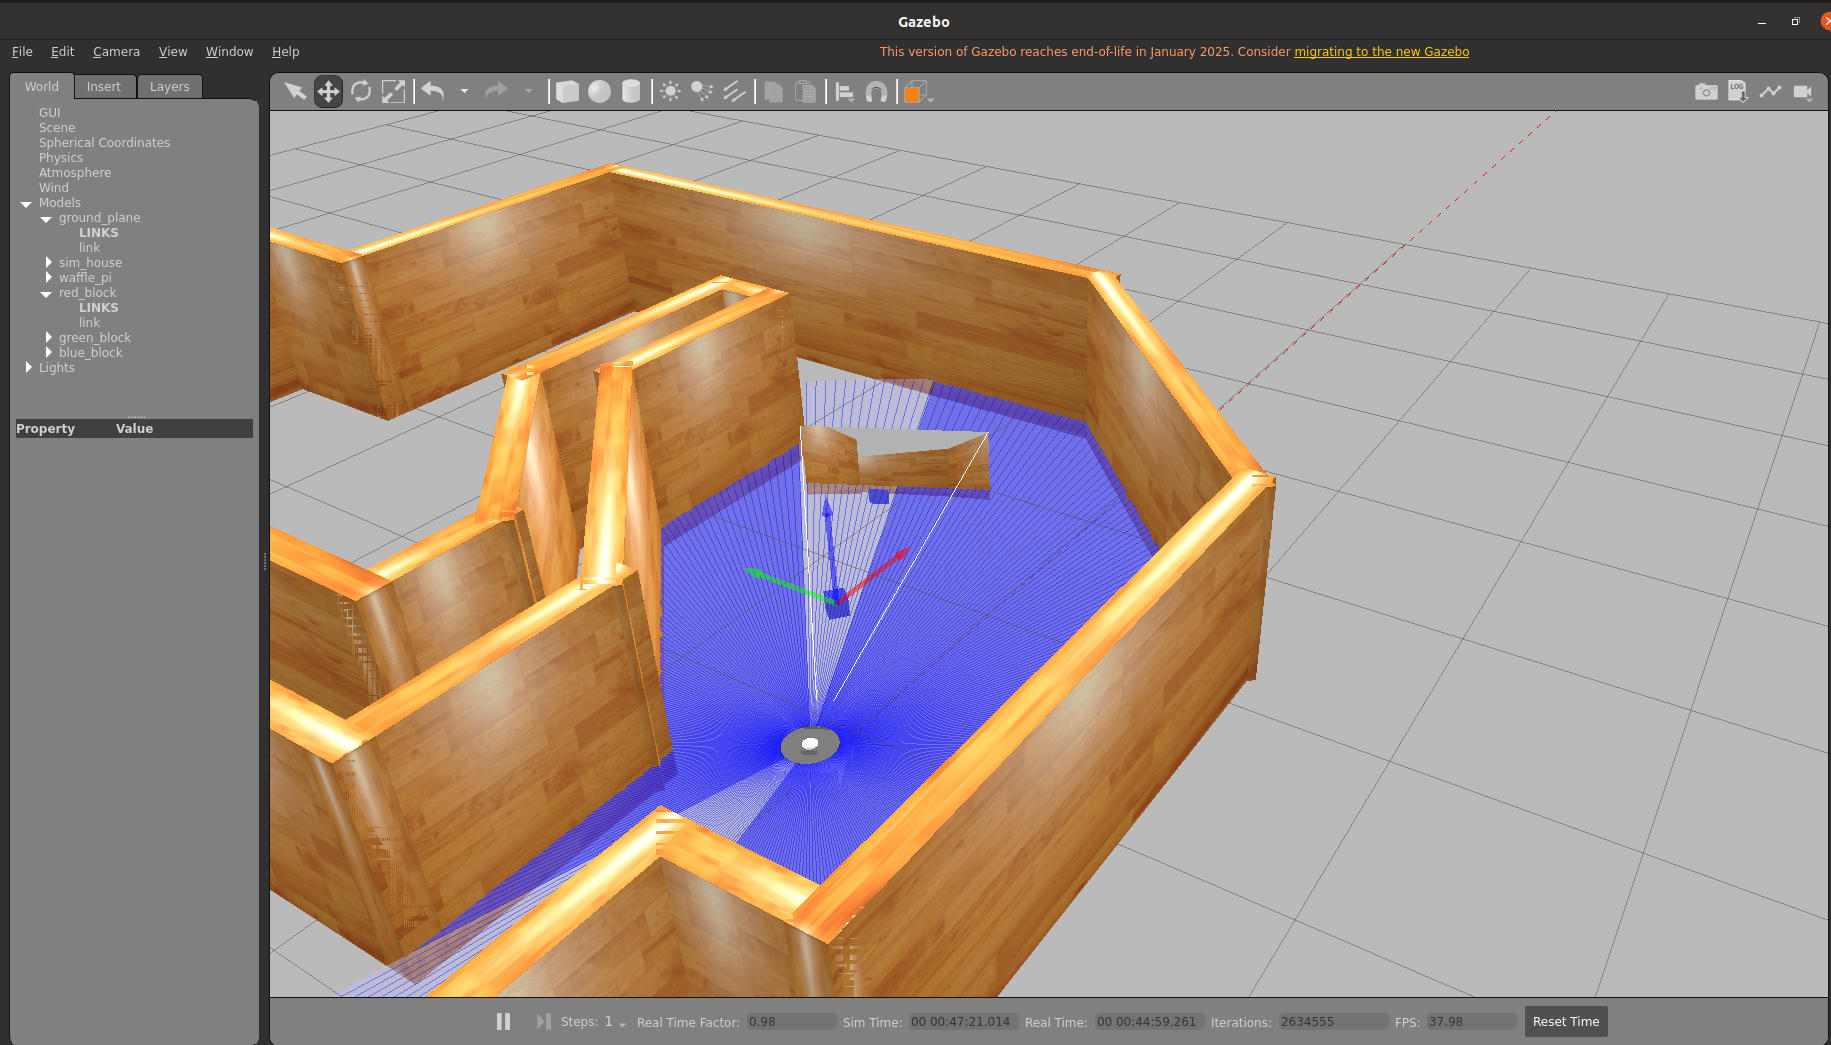 Gazebo
File Edit Camera View Window Help
This version of Gazebo reaches end-of-life in January 2025. Consider migrating to the new Gazebo
World Insert Layers
LOG
GUI
Scene
Spherical Coordinates
Physics
Atmosphere
Wind
Models
ground_plane
LINKS
link
sim_house
waffle_pi
red_block
LINKS
link
green_block
blue_block
Lights
Property Value
Steps: 1 Real Time Factor: 0.98 Sim Time: 00 00:47:21.014 Real Time: 00 00:44:59.261 Iterations: 2634555 FPS: 37.98 Reset Time